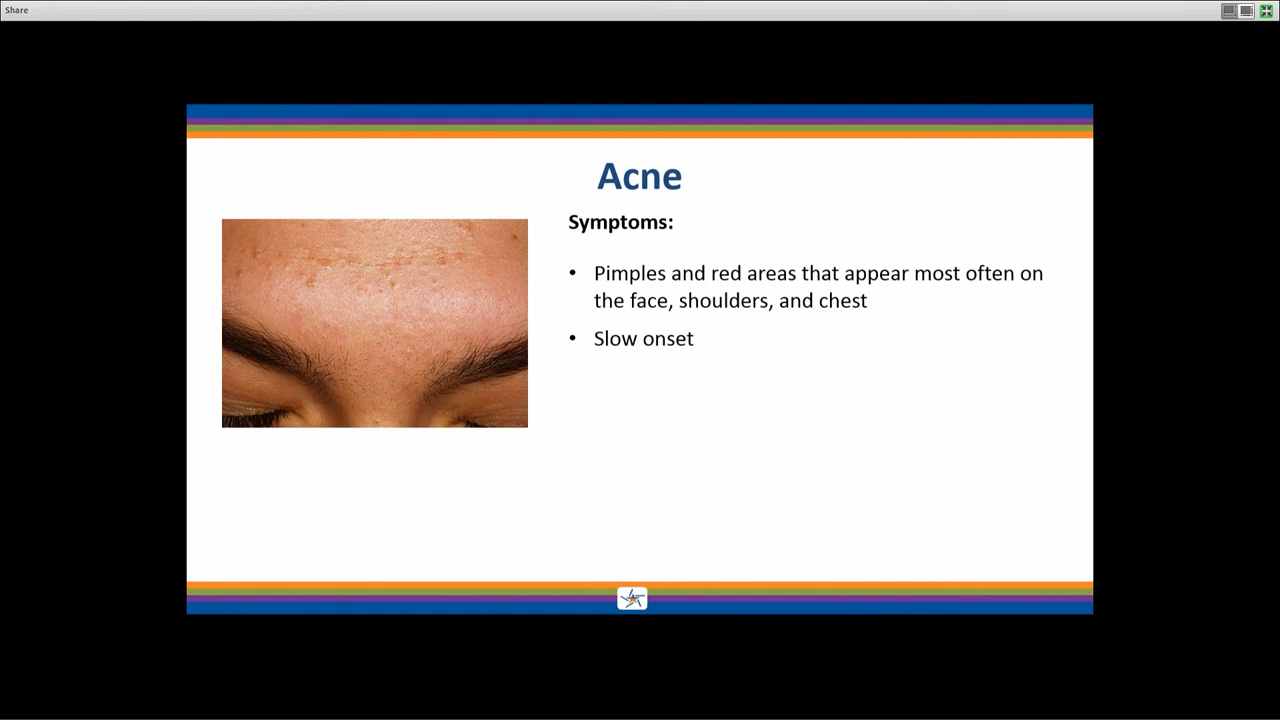 Share
Acne
Symptoms:
• Pimples and red areas that appear most often on
the face, shoulders, and chest
• Slow onset